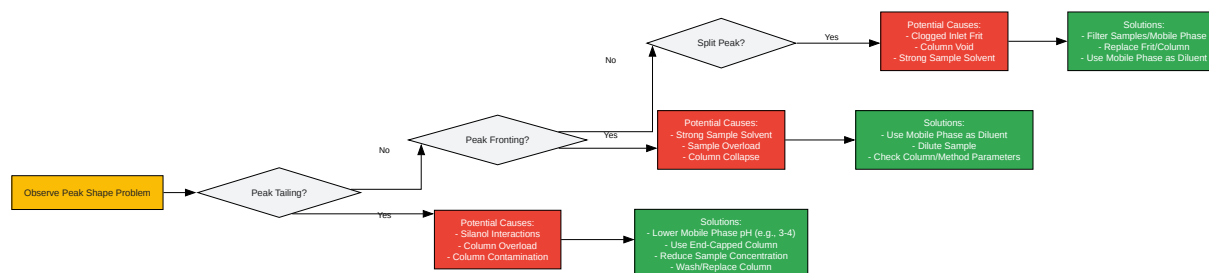 Split Peak?
Yes
Potential Causes:
- Clogged Inlet Frit
- Column Void
- Strong Sample Solvent
Solutions:
- Filter Samples/Mobile Phase
- Replace Frit/Column
- Use Mobile Phase as Diluent
No
Peak Fronting?
Yes
Potential Causes:
- Strong Sample Solvent
- Sample Overload
- Column Collapse
Solutions:
- Use Mobile Phase as Diluent
- Dilute Sample
- Check Column/Method Parameters
No
Observe Peak Shape Problem
Peak Tailing?
Yes
Potential Causes:
- Silanol Interactions
- Column Overload
- Column Contamination
Solutions:
- Lower Mobile Phase pH (e.g., 3-4)
- Use End-Capped Column
- Reduce Sample Concentration
- Wash/Replace Column